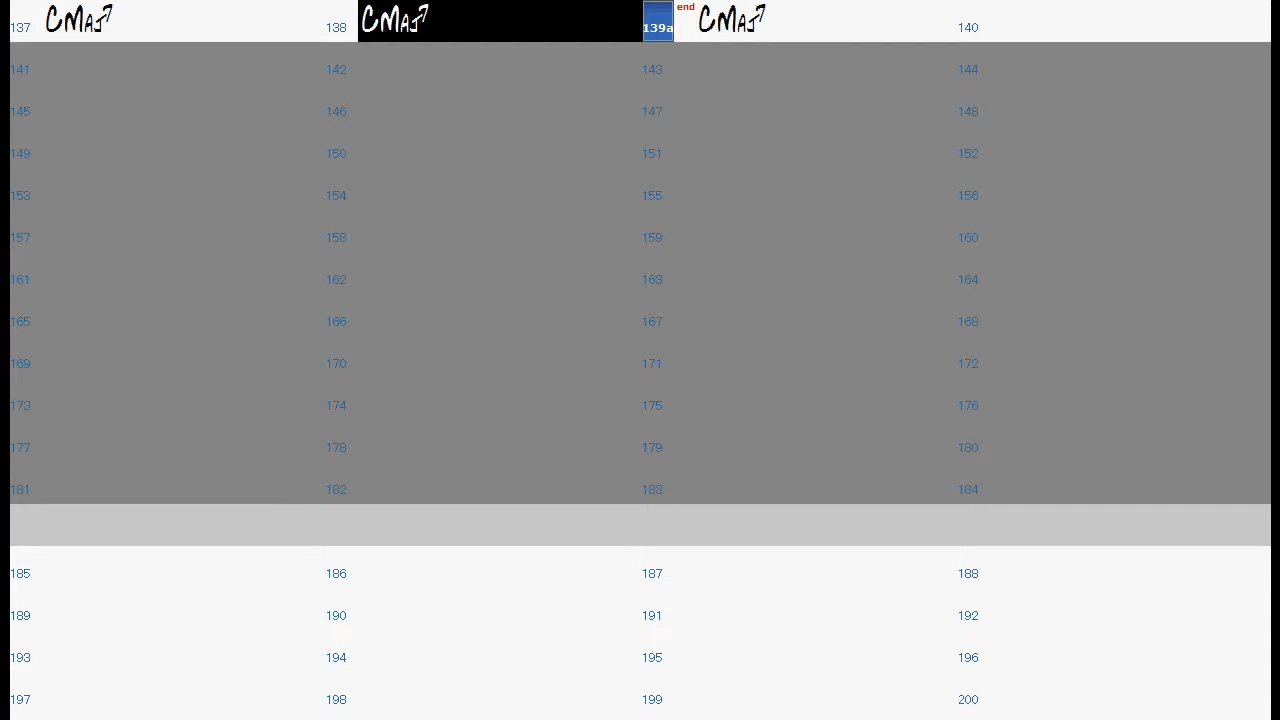 137 CMaj7 138 CMaj7 139a end CMaj7 140
141 142 143 144
145 146 147 148
149 150 151 152
153 154 155 156
157 158 159 160
161 162 163 164
165 166 167 168
169 170 171 172
173 174 175 176
177 178 179 180
181 182 183 184
185 186 187 188
189 190 191 192
193 194 195 196
197 198 199 200